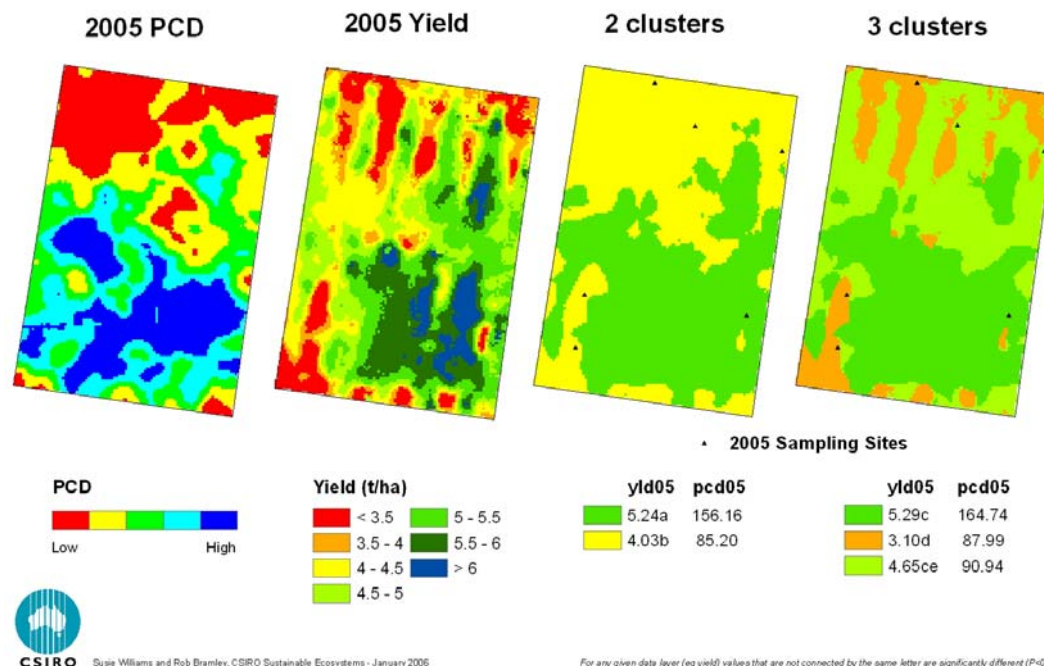 2005 PCD
2005 Yield
2 clusters
3 clusters
2005 Sampling Sites
PCD
Low High
Yield (t/ha)
< 3.5
3.5 - 4
4 - 4.5
4.5 - 5
5 - 5.5
5.5 - 6
> 6
yld05 pcd05
5.24a 156.16
4.03b 85.20
yld05 pcd05
5.29c 164.74
3.10d 87.99
4.65ce 90.94
CSIRO
Susie Williams and Rob Bramley, CSIRO Sustainable Ecosystems - January 2006
For any given data layer (eg yield) values that are not connected by the same letter are significantly different (P<0